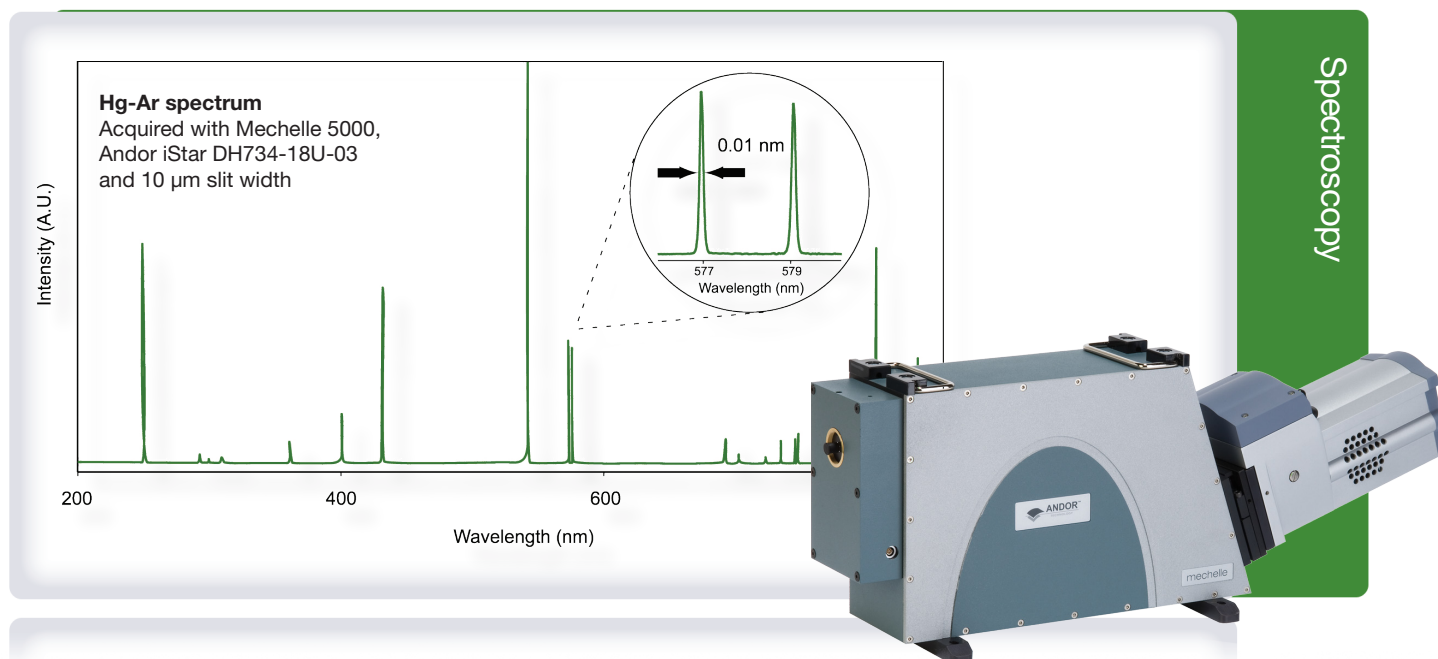 Spectroscopy
Hg-Ar spectrum
Acquired with Mechelle 5000,
Andor iStar DH734-18U-03
and 10 µm slit width
Intensity (A.U.)
0.01 nm
577
579
Wavelength (nm)
200
400
600
Wavelength (nm)
ANDOR™
mechelle